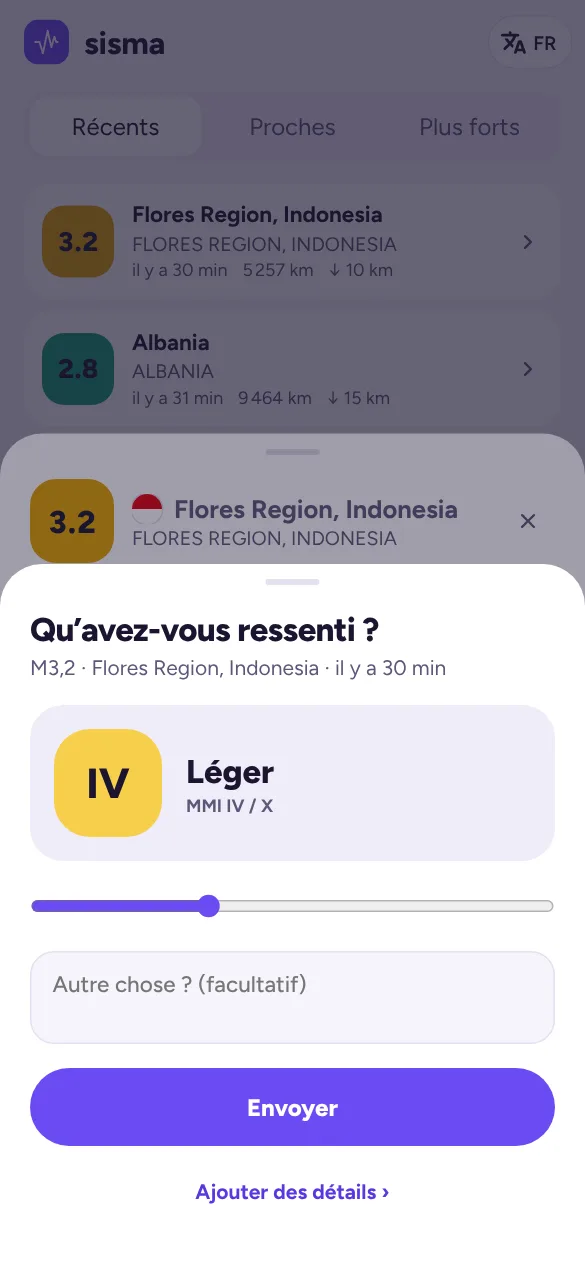 sisma
FR
Récents
Proches
Plus forts
3.2
Flores Region, Indonesia
FLORES REGION, INDONESIA
il y a 30 min 5 257 km ↓ 10 km
2.8
Albania
ALBANIA
il y a 31 min 9 464 km ↓ 15 km
3.2
Flores Region, Indonesia
FLORES REGION, INDONESIA
Qu’avez-vous ressenti ?
M3,2 · Flores Region, Indonesia · il y a 30 min
IV
Léger
MMI IV / X
Autre chose ? (facultatif)
Envoyer
Ajouter des détails ›